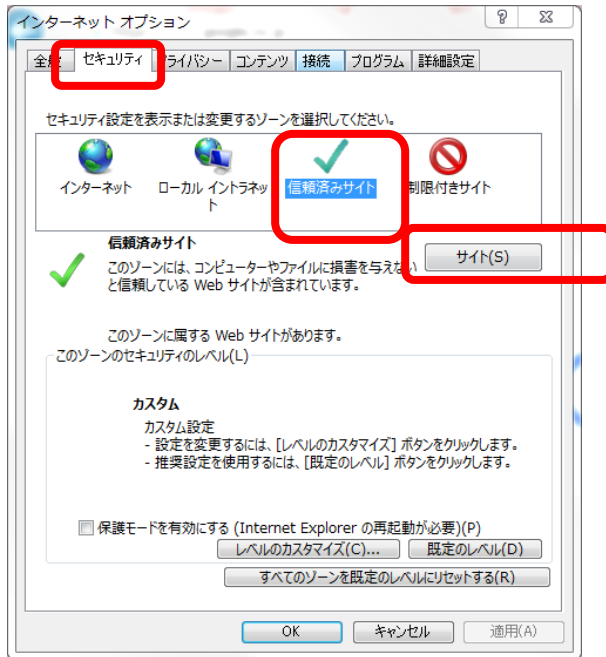 インターネット オプション
全般 セキュリティ プライバシー コンテンツ 接続 プログラム 詳細設定
セキュリティ設定を表示または変更するゾーンを選択してください。
インターネット ローカル イントラネッ 信頼済みサイト 制限付きサイト
ト
信頼済みサイト
サイト(S)
このゾーンには、コンピューターやファイルに損害を与えない
と信頼している Web サイトが含まれています。
このゾーンに属する Web サイトがあります。
このゾーンのセキュリティのレベル(L)
カスタム
カスタム設定
- 設定を変更するには、[レベルのカスタマイズ] ボタンをクリックします。
- 推奨設定を使用するには、[既定のレベル] ボタンをクリックします。
保護モードを有効にする (Internet Explorer の再起動が必要)(P)
レベルのカスタマイズ(C)... 既定のレベル(D)
すべてのゾーンを既定のレベルにリセットする(R)
OK キャンセル 適用(A)